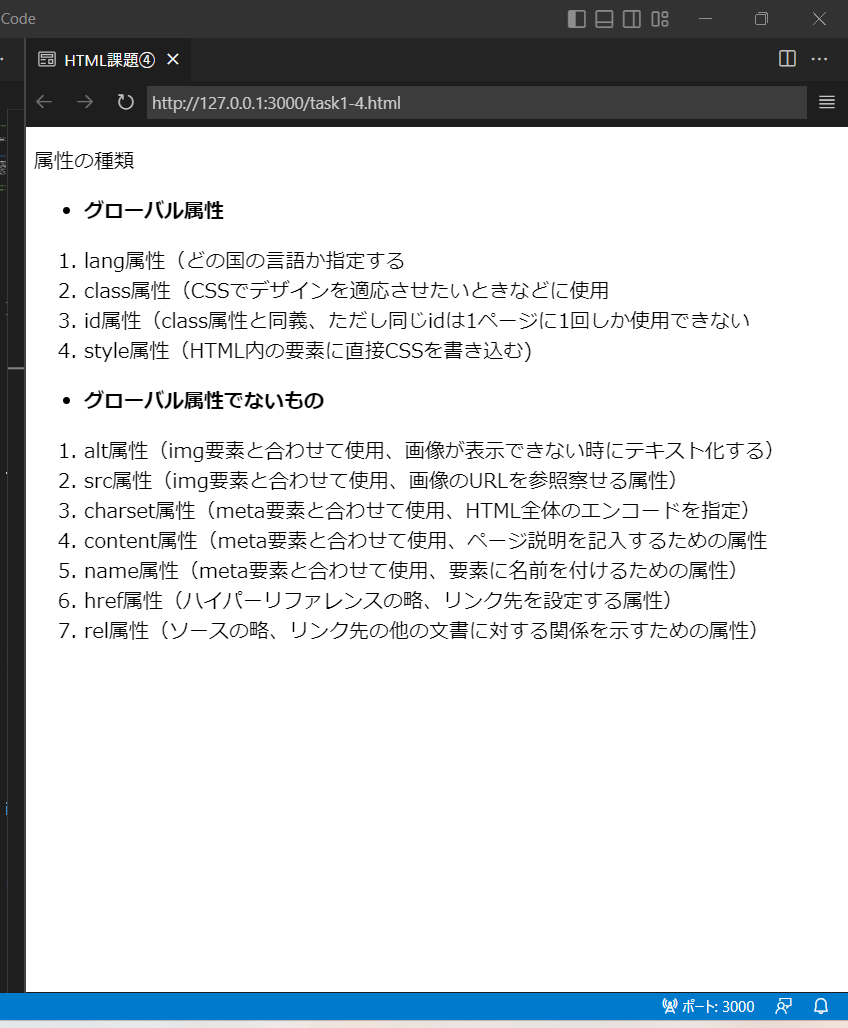 Code
HTML課題④
http://127.0.0.1:3000/task1-4.html
属性の種類
• グローバル属性
1. lang属性（どの国の言語か指定する
2. class属性（CSSでデザインを適応させたいときなどに使用
3. id属性（class属性と同義、ただし同じidは1ページに1回しか使用できない
4. style属性（HTML内の要素に直接CSSを書き込む)
• グローバル属性でないもの
1. alt属性（img要素と合わせて使用、画像が表示できない時にテキスト化する）
2. src属性（img要素と合わせて使用、画像のURLを参照察せる属性）
3. charset属性（meta要素と合わせて使用、HTML全体のエンコードを指定）
4. content属性（meta要素と合わせて使用、ページ説明を記入するための属性
5. name属性（meta要素と合わせて使用、要素に名前を付けるための属性）
6. href属性（ハイパーリファレンスの略、リンク先を設定する属性）
7. rel属性（ソースの略、リンク先の他の文書に対する関係を示すための属性）
ポート: 3000